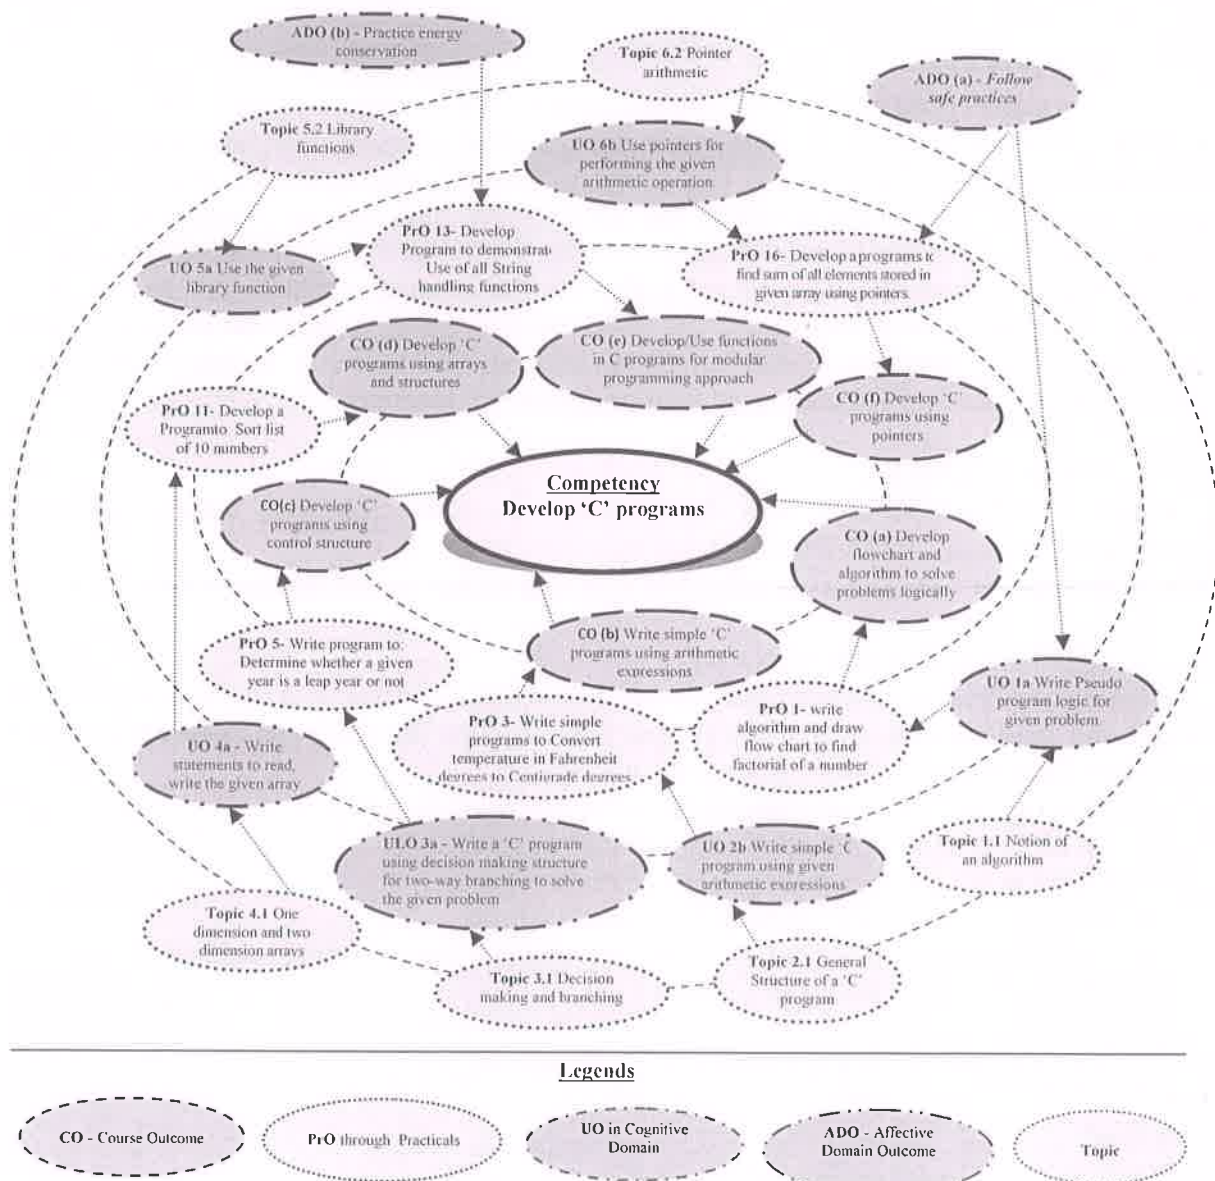 ADO (b) - Practice energy
conservation
Topic 6.2 Pointer
arithmetic
ADO (a) - Follow
safe practices
Topic 5.2 Library
functions
UO 6b Use pointers for
performing the given
arithmetic operation
PrO 13- Develop
Program to demonstrate
Use of all String
handling functions
PrO 16- Develop a programs to
find sum of all elements stored in
given array using pointers.
UO 5a Use the given
library function
CO (d) Develop ‘C’
programs using arrays
and structures
CO (e) Develop/Use functions
in C programs for modular
programming approach
CO (f) Develop ‘C’
programs using
pointers
PrO 11- Develop a
Programto Sort list
of 10 numbers
Competency
Develop ‘C’ programs
CO(c) Develop ‘C’
programs using
control structure
CO (a) Develop
flowchart and
algorithm to solve
problems logically
CO (b) Write simple ‘C’
programs using arithmetic
expressions
PrO 5- Write program to:
Determine whether a given
year is a leap year or not
UO 1a Write Pseudo
program logic for
given problem
PrO 3- Write simple
programs to Convert
temperature in Fahrenheit
degrees to Centigrade degrees
PrO 1- write
algorithm and draw
flow chart to find
factorial of a number
UO 4a - Write
statements to read,
write the given array
ULO 3a - Write a ‘C’ program
using decision making structure
for two-way branching to solve
the given problem
UO 2b Write simple ‘C
program using given
arithmetic expressions
Topic 1.1 Notion of
an algorithm
Topic 4.1 One
dimension and two
dimension arrays
Topic 3.1 Decision
making and branching
Topic 2.1 General
Structure of a ‘C’
program
Legends
CO - Course Outcome
PrO through Practicals
UO in Cognitive
Domain
ADO - Affective
Domain Outcome
Topic